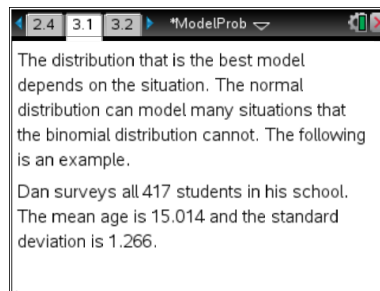 2.4 3.1 3.2 *ModelProb
The distribution that is the best model
depends on the situation. The normal
distribution can model many situations that
the binomial distribution cannot. The following
is an example.
Dan surveys all 417 students in his school.
The mean age is 15.014 and the standard
deviation is 1.266.